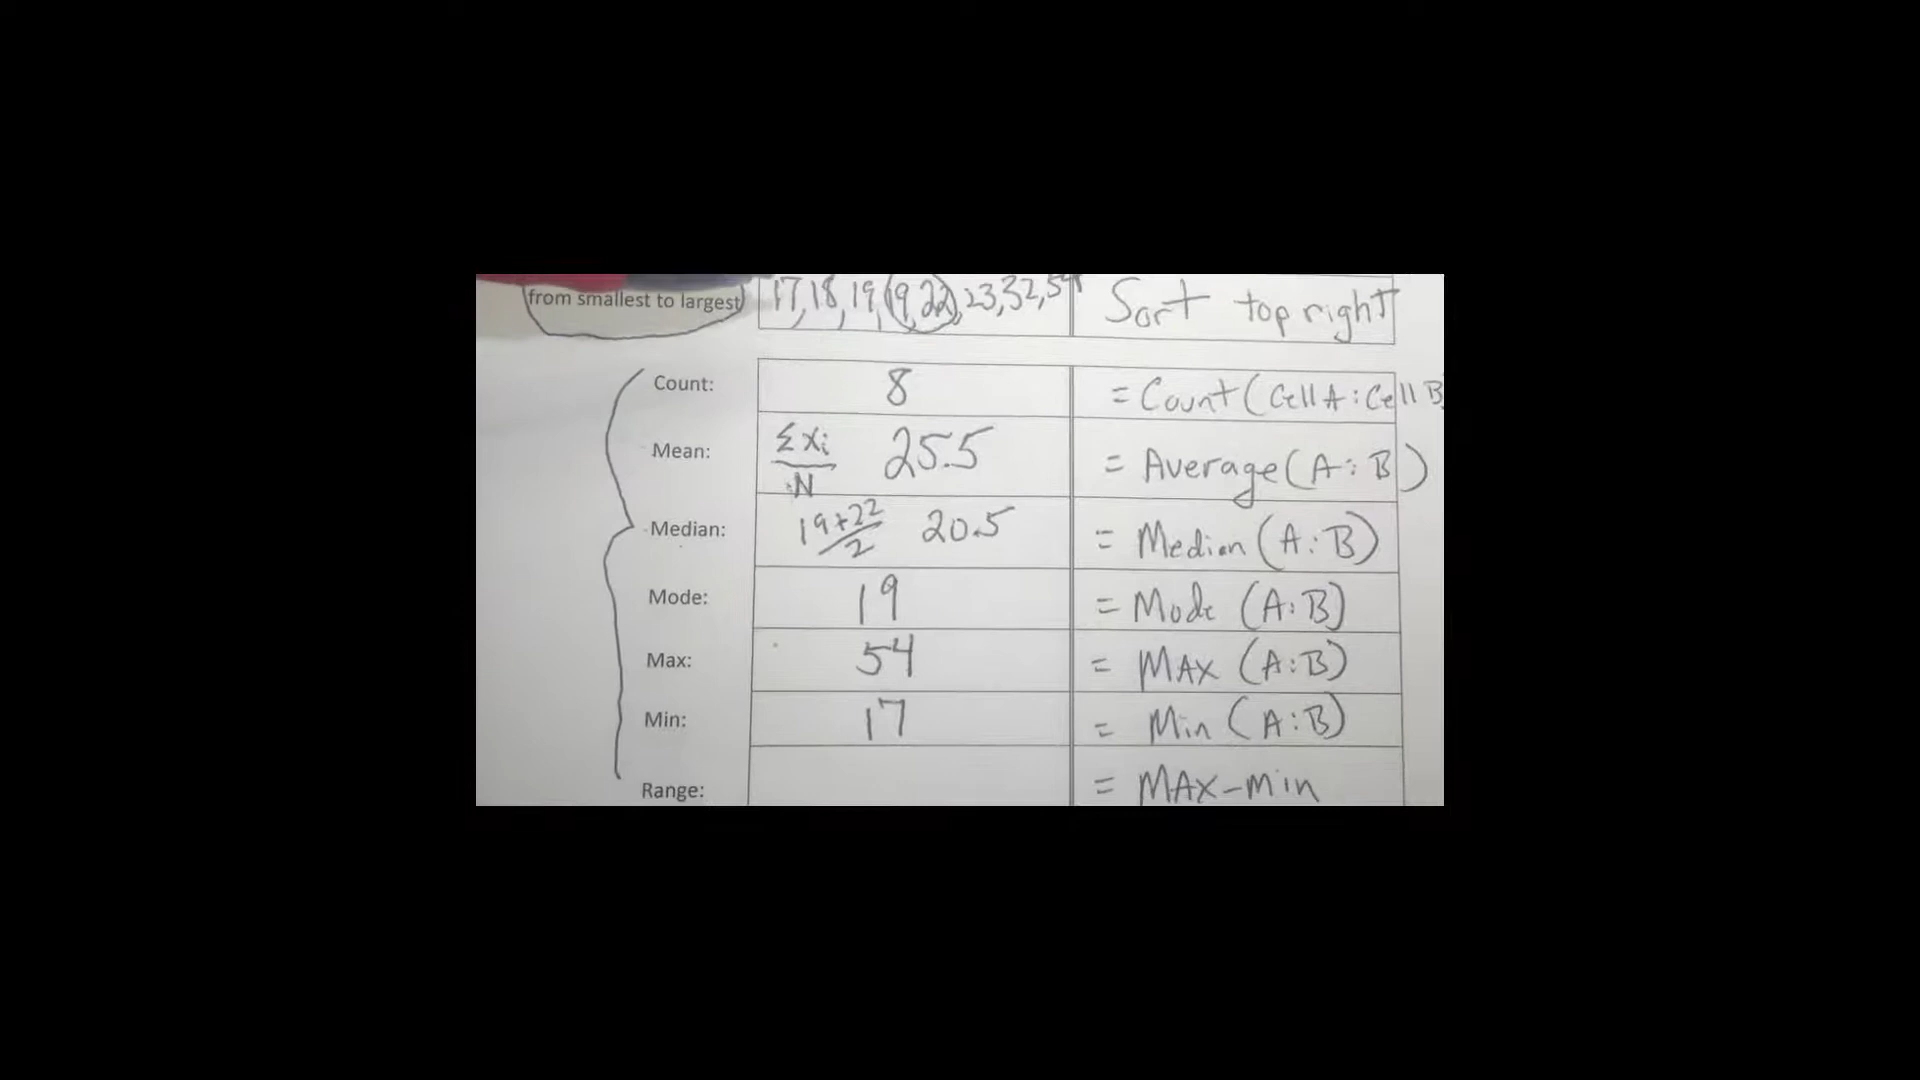 from smallest to largest 17, 18, 19, 19, 22, 23, 32, 54 Sort top right
Count: 8 = Count (Cell A : Cell B
Mean: Σxi/N 25.5 = Average (A : B)
Median: 19+22/2 20.5 = Median (A : B)
Mode: 19 = Mode (A : B)
Max: 54 = MAX (A : B)
Min: 17 = Min (A : B)
Range: = MAX - min